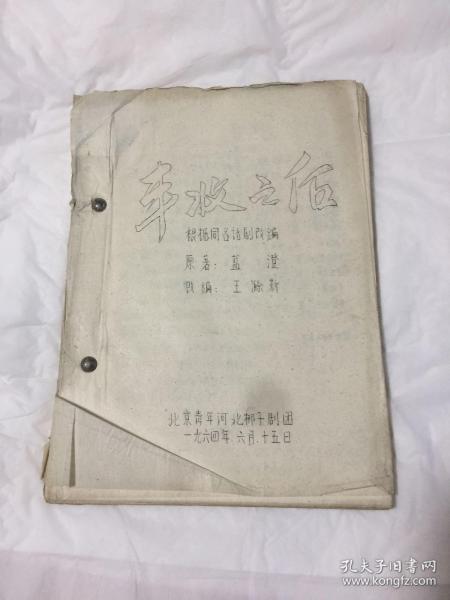 丰收之后
根据同名话剧改编
原著：蓝澄
改编：王
北京青年河北梆子剧团
一九六四年.六月.十五日
孔夫子旧书网
www.kongfz.com